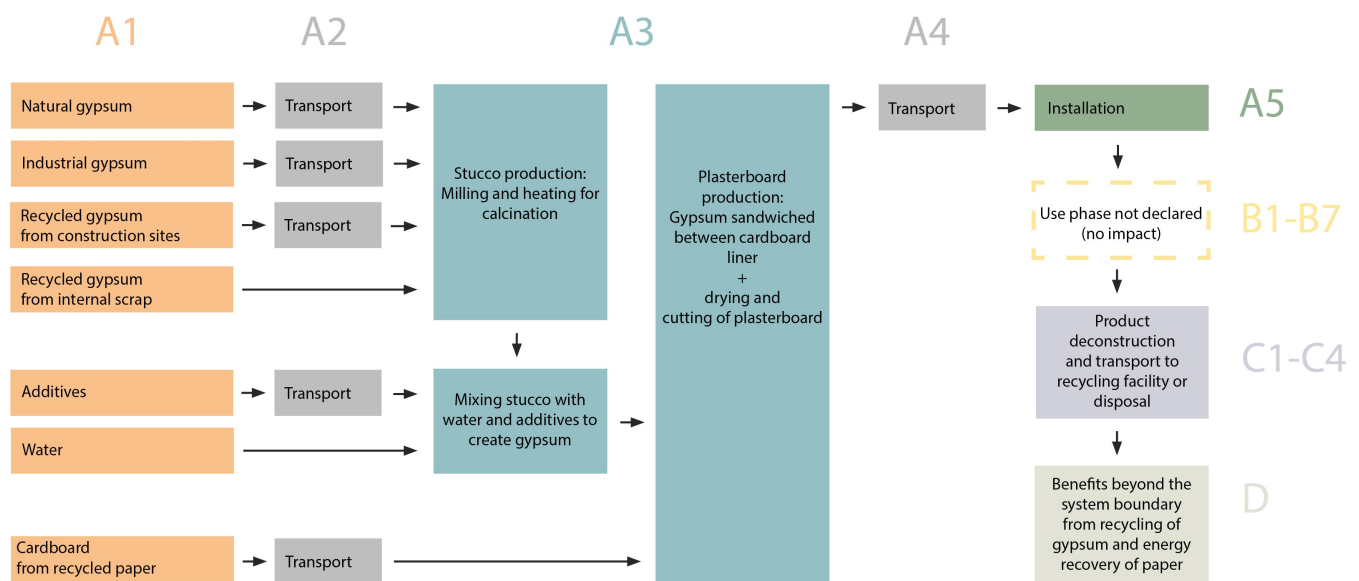 A1
A2
A3
A4
Natural gypsum
Transport
Industrial gypsum
Transport
Recycled gypsum
from construction sites
Transport
Recycled gypsum
from internal scrap
Stucco production:
Milling and heating for
calcination
Additives
Transport
Water
Mixing stucco with
water and additives to
create gypsum
Cardboard
from recycled paper
Transport
Plasterboard
production:
Gypsum sandwiched
between cardboard
liner
+
drying and
cutting of plasterboard
Transport
Installation
A5
Use phase not declared
(no impact)
B1-B7
Product
deconstruction
and transport to
recycling facility or
disposal
C1-C4
Benefits beyond the
system boundary
from recycling of
gypsum and energy
recovery of paper
D